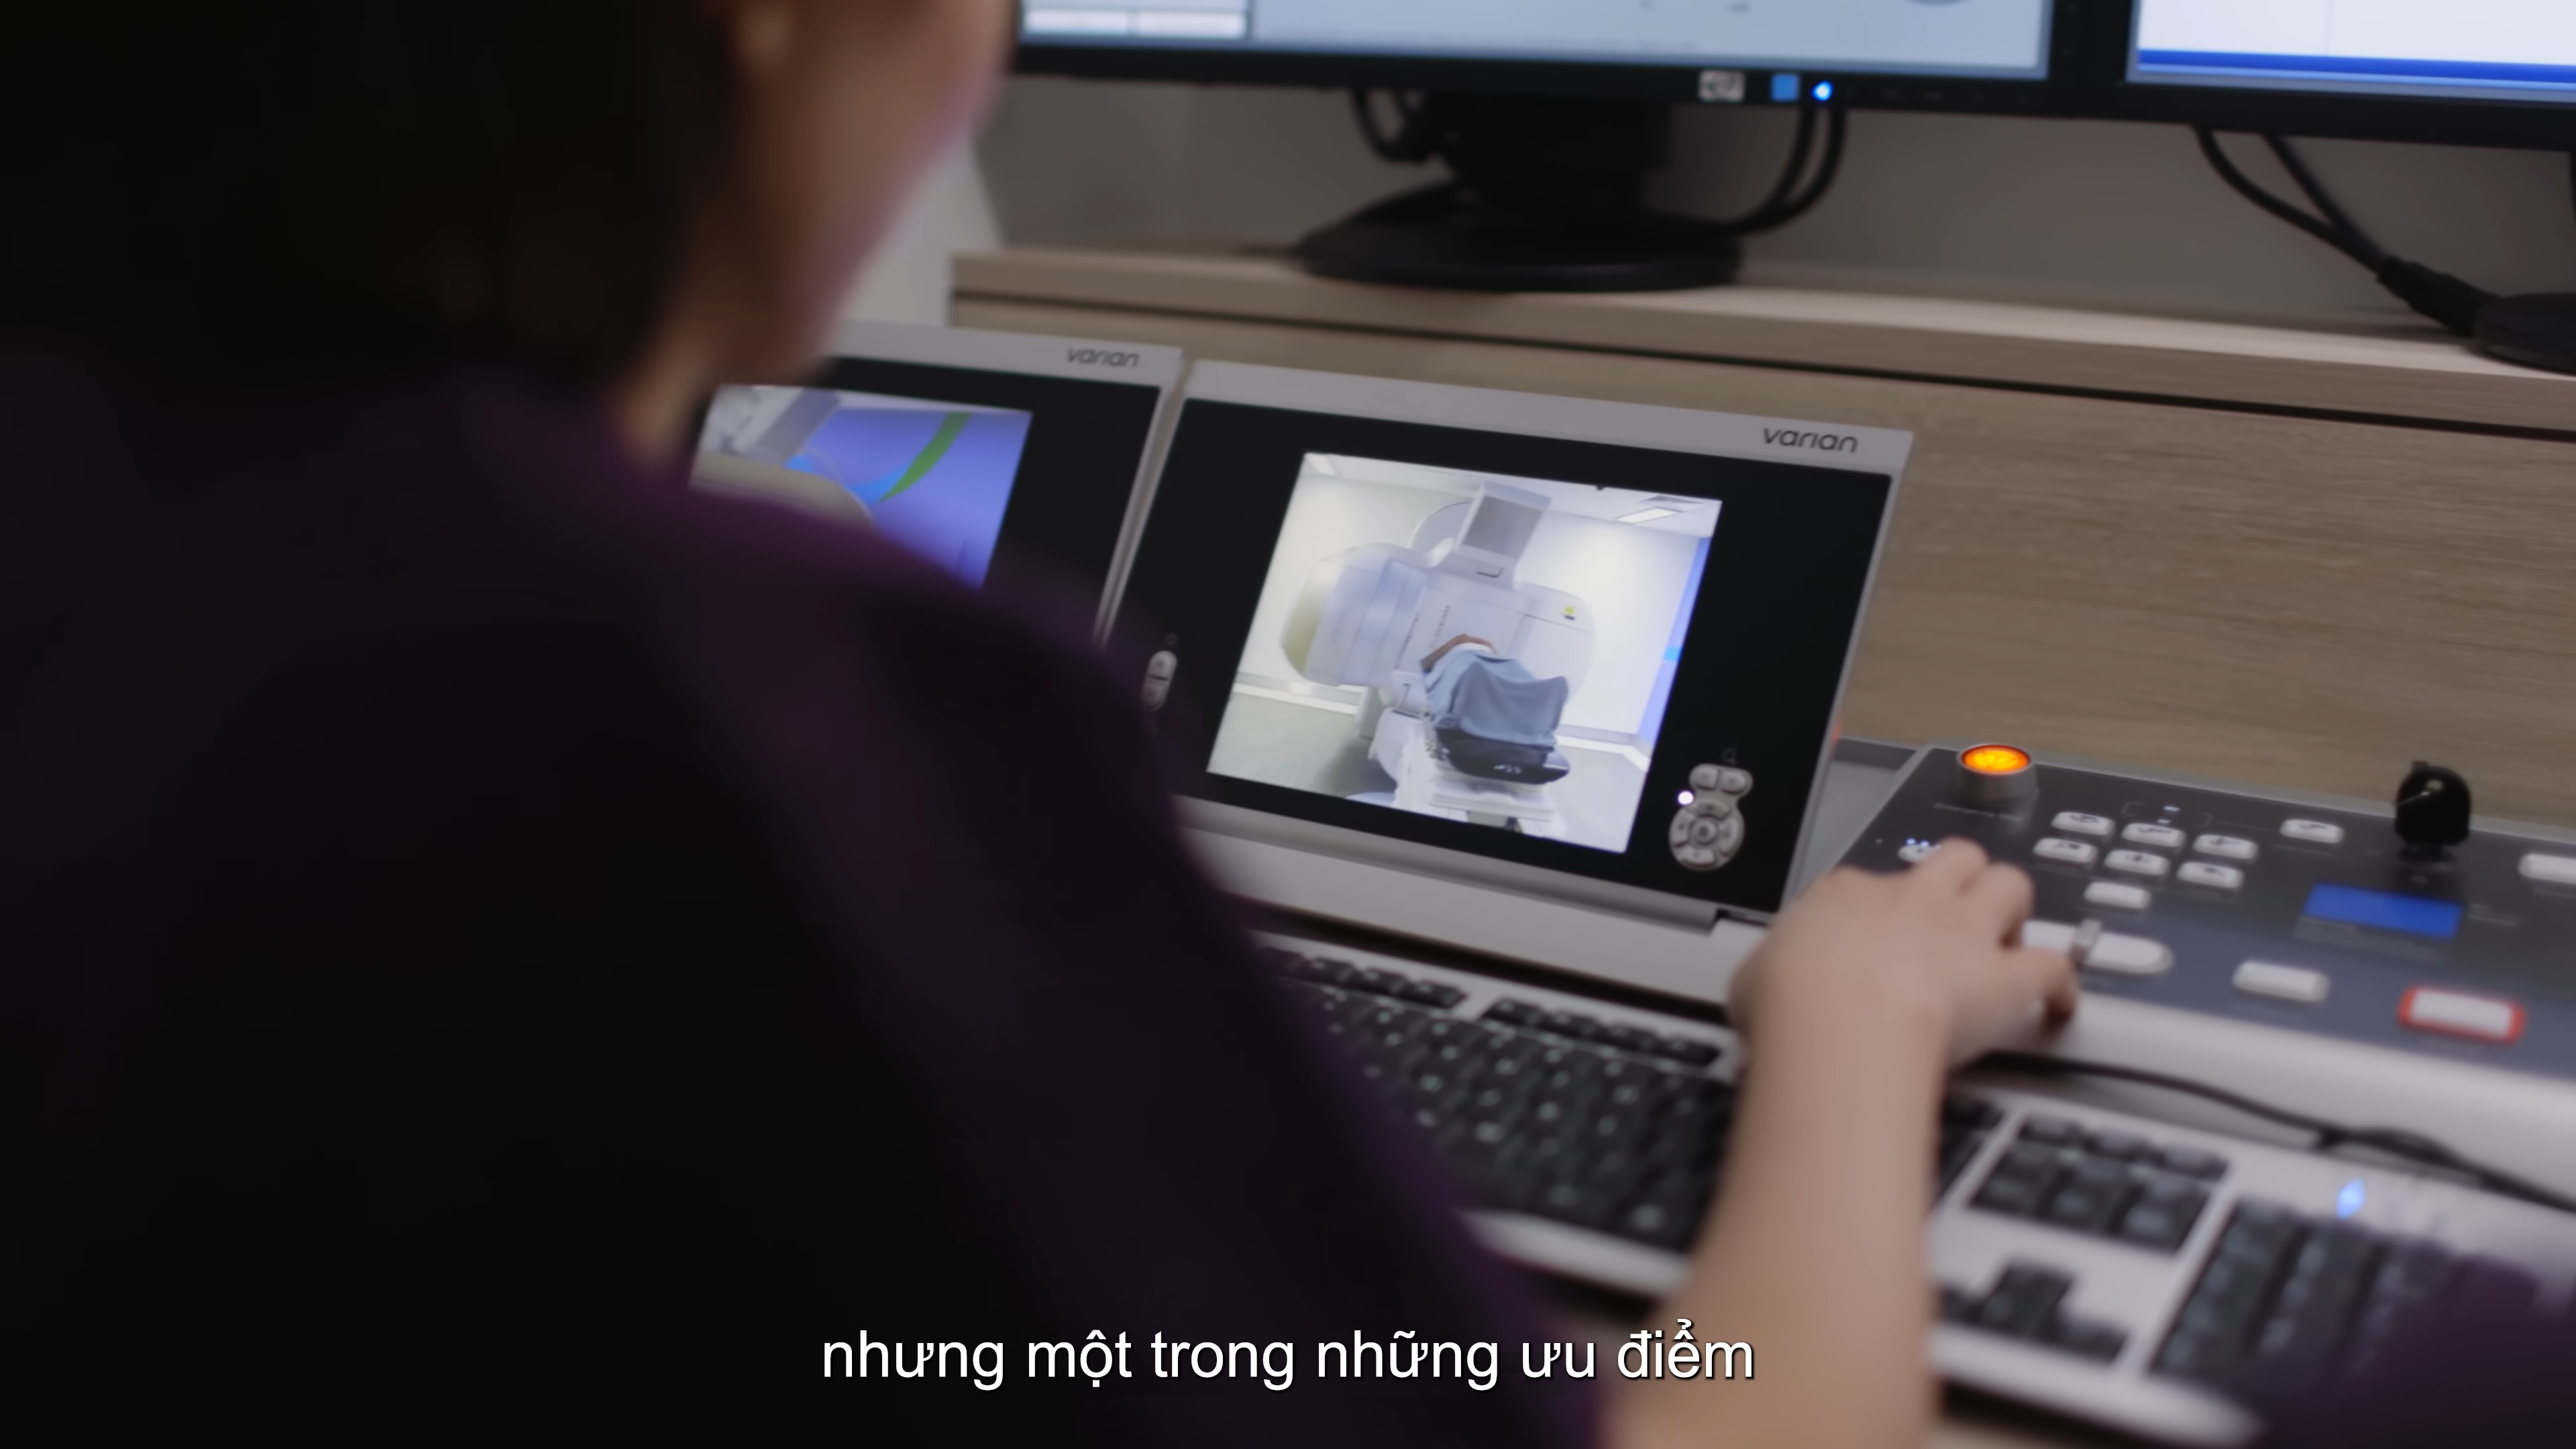 varian
varian
nhưng một trong những ưu điểm